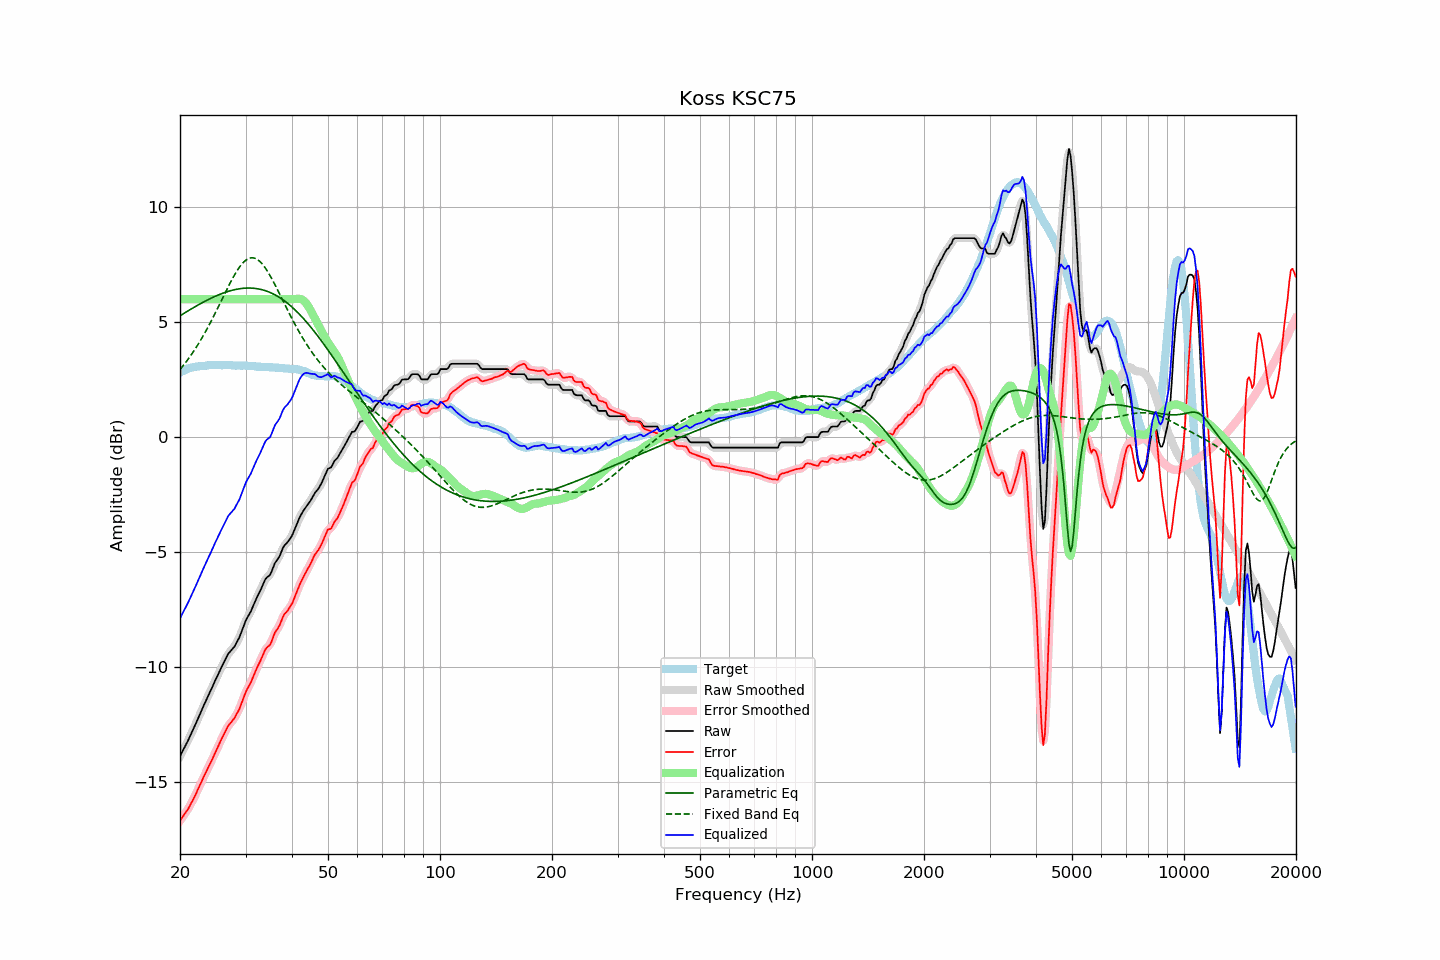 Koss KSC75
Amplitude (dBr)
10
5
0
−5
−10
−15
Target
Raw Smoothed
Error Smoothed
Raw
Error
Equalization
Parametric Eq
Fixed Band Eq
Equalized
20
50
100
200
500
1000
2000
5000
10000
20000
Frequency (Hz)